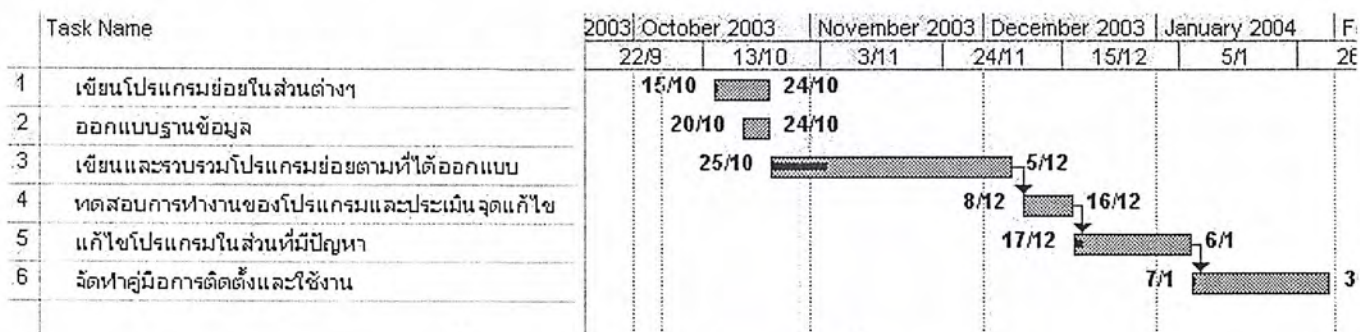 Task Name
2003 October 2003 November 2003 December 2003 January 2004
22/9 13/10 3/11 24/11 15/12 5/1 26
1 เขียนโปรแกรมย่อยในส่วนต่างๆ 15/10 24/10
2 ออกแบบฐานข้อมูล 20/10 24/10
3 เขียนและรวบรวมโปรแกรมย่อยตามที่ได้ออกแบบ 25/10 5/12
4 ทดสอบการทำงานของโปรแกรมและประเมินจุดแก้ไข 8/12 16/12
5 แก้ไขโปรแกรมในส่วนที่มีปัญหา 17/12 6/1
6 จัดทำคู่มือการติดตั้งและใช้งาน 7/1